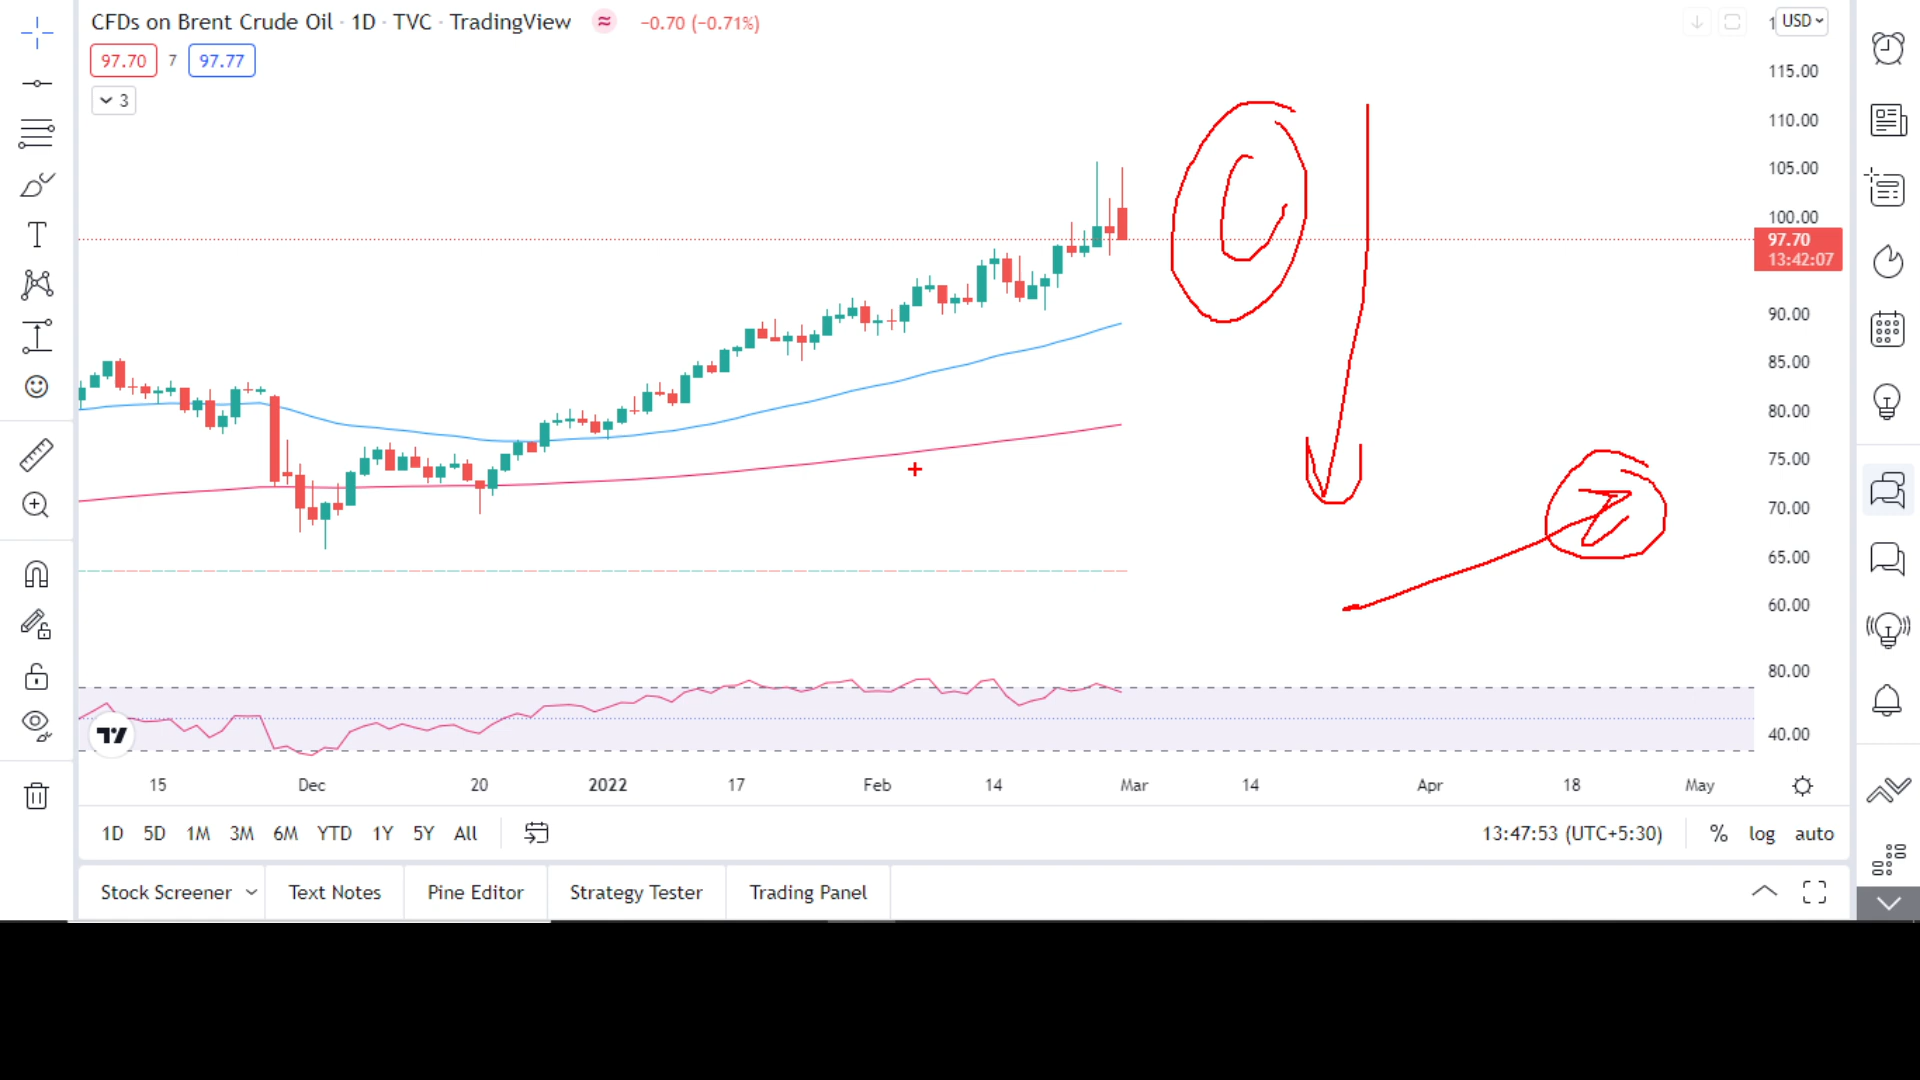 CFDs on Brent Crude Oil · 1D · TVC · TradingView ≈ −0.70 (−0.71%)
USD
97.70 7 97.77
3
115.00
110.00
105.00
100.00
97.70
13:42:07
90.00
85.00
80.00
75.00
70.00
65.00
60.00
80.00
40.00
15 Dec 20 2022 17 Feb 14 Mar 14 Apr 18 May
1D 5D 1M 3M 6M YTD 1Y 5Y All 13:47:53 (UTC+5:30) % log auto
Stock Screener Text Notes Pine Editor Strategy Tester Trading Panel